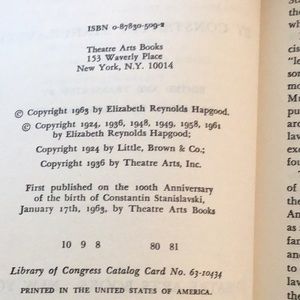 ISBN 0-87830-509-2
Theatre Arts Books
153 Waverly Place
New York, N.Y. 10014
© Copyright 1963 by Elizabeth Reynolds Hapgood.
© Copyright 1924, 1936, 1948, 1949, 1958, 1961
by Elizabeth Reynolds Hapgood;
Copyright 1924 by Little, Brown & Co.;
Copyright 1936 by Theatre Arts, Inc.
First published on the 100th Anniversary
of the birth of Constantin Stanislavski,
January 17th, 1963, by Theatre Arts Books
10 9 8 80 81
Library of Congress Catalog Card No. 63-10434
PRINTED IN THE UNITED STATES OF AMERICA.